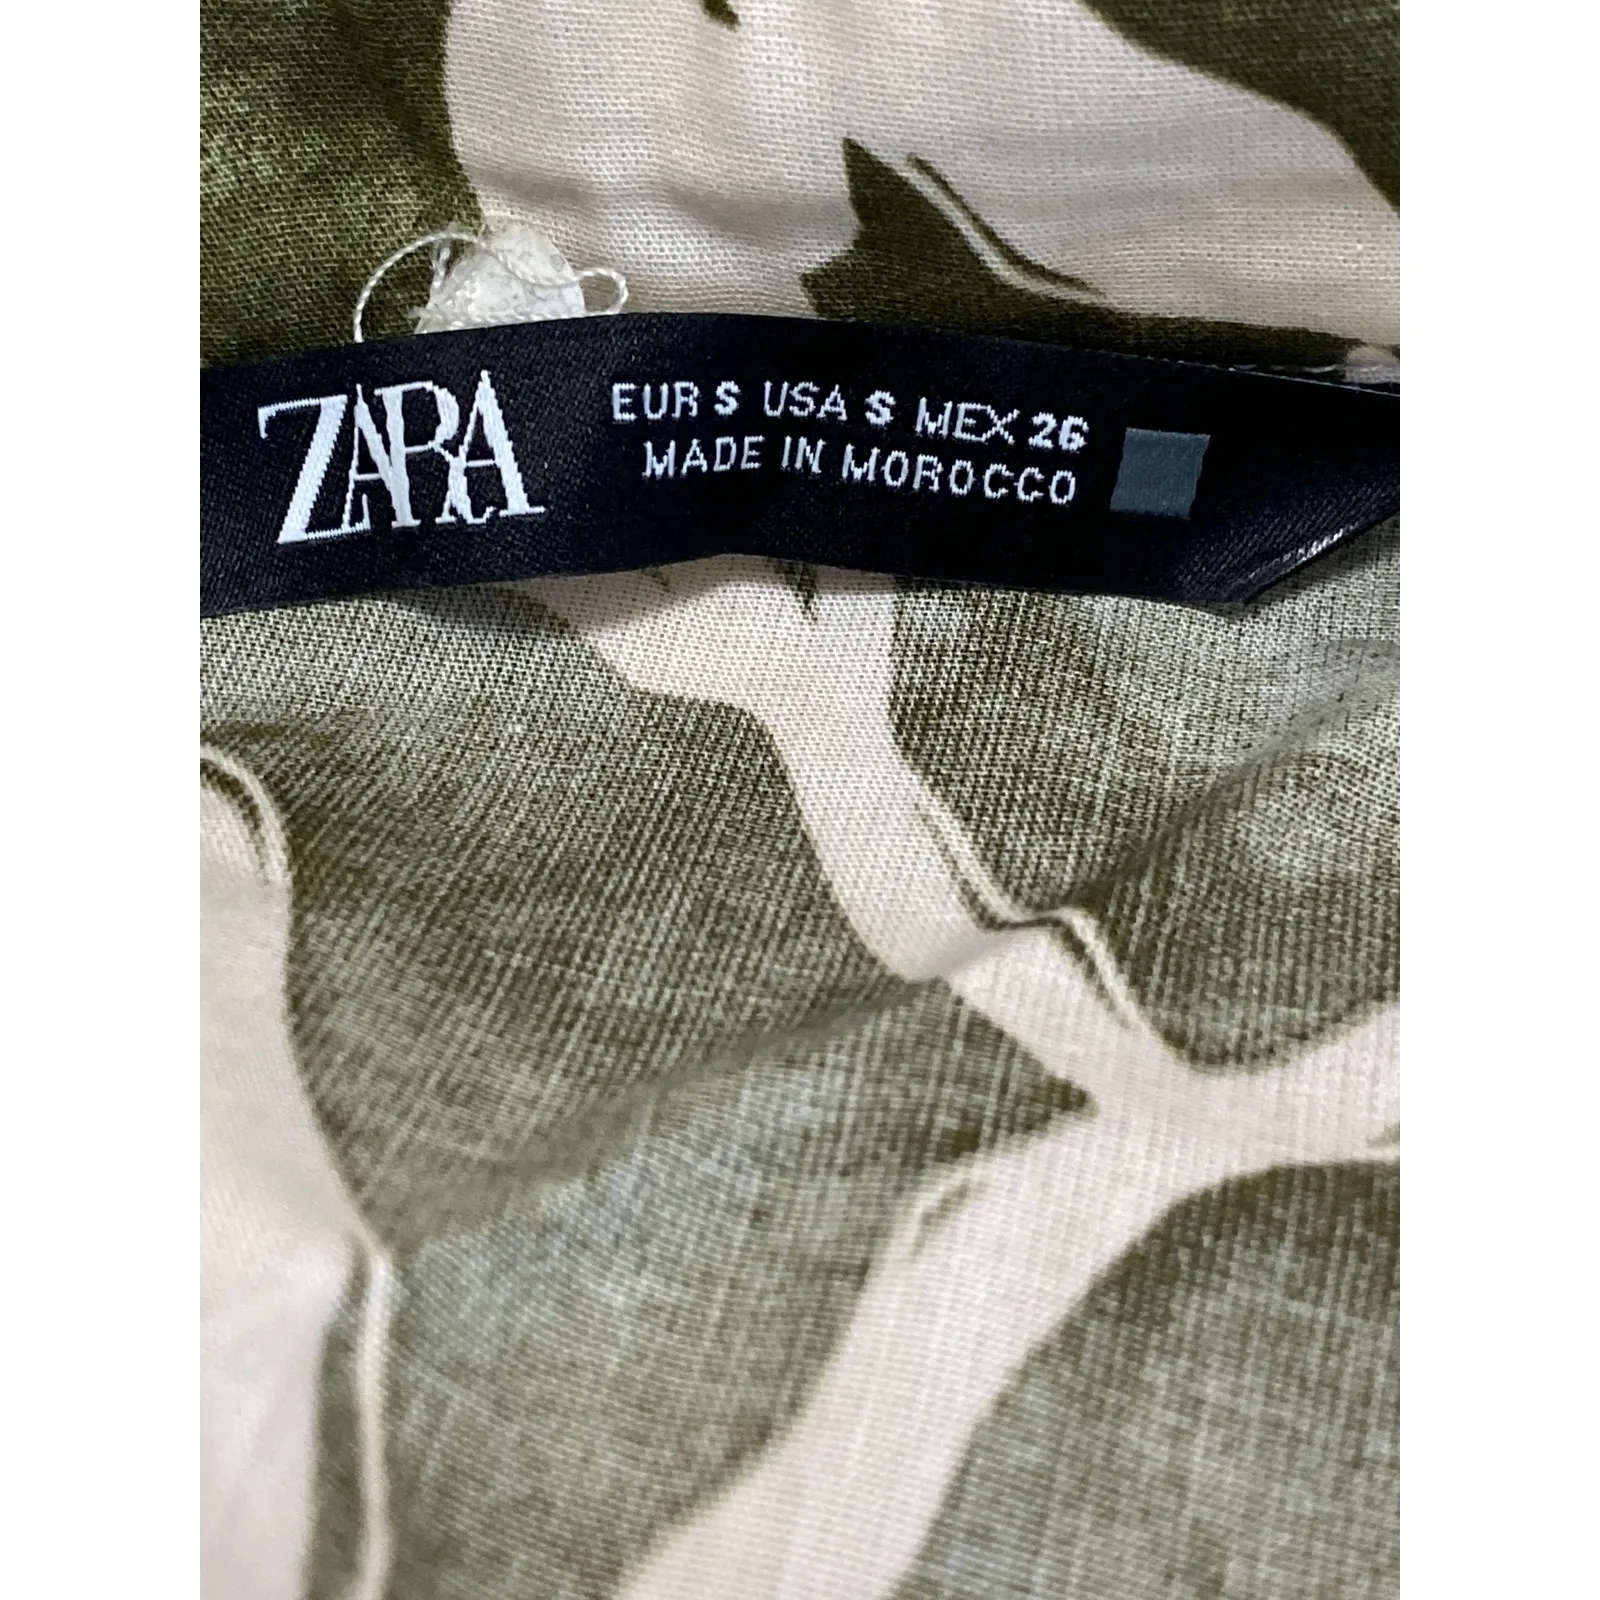 ZARA
EUR S USA S MEX 26
MADE IN MOROCCO